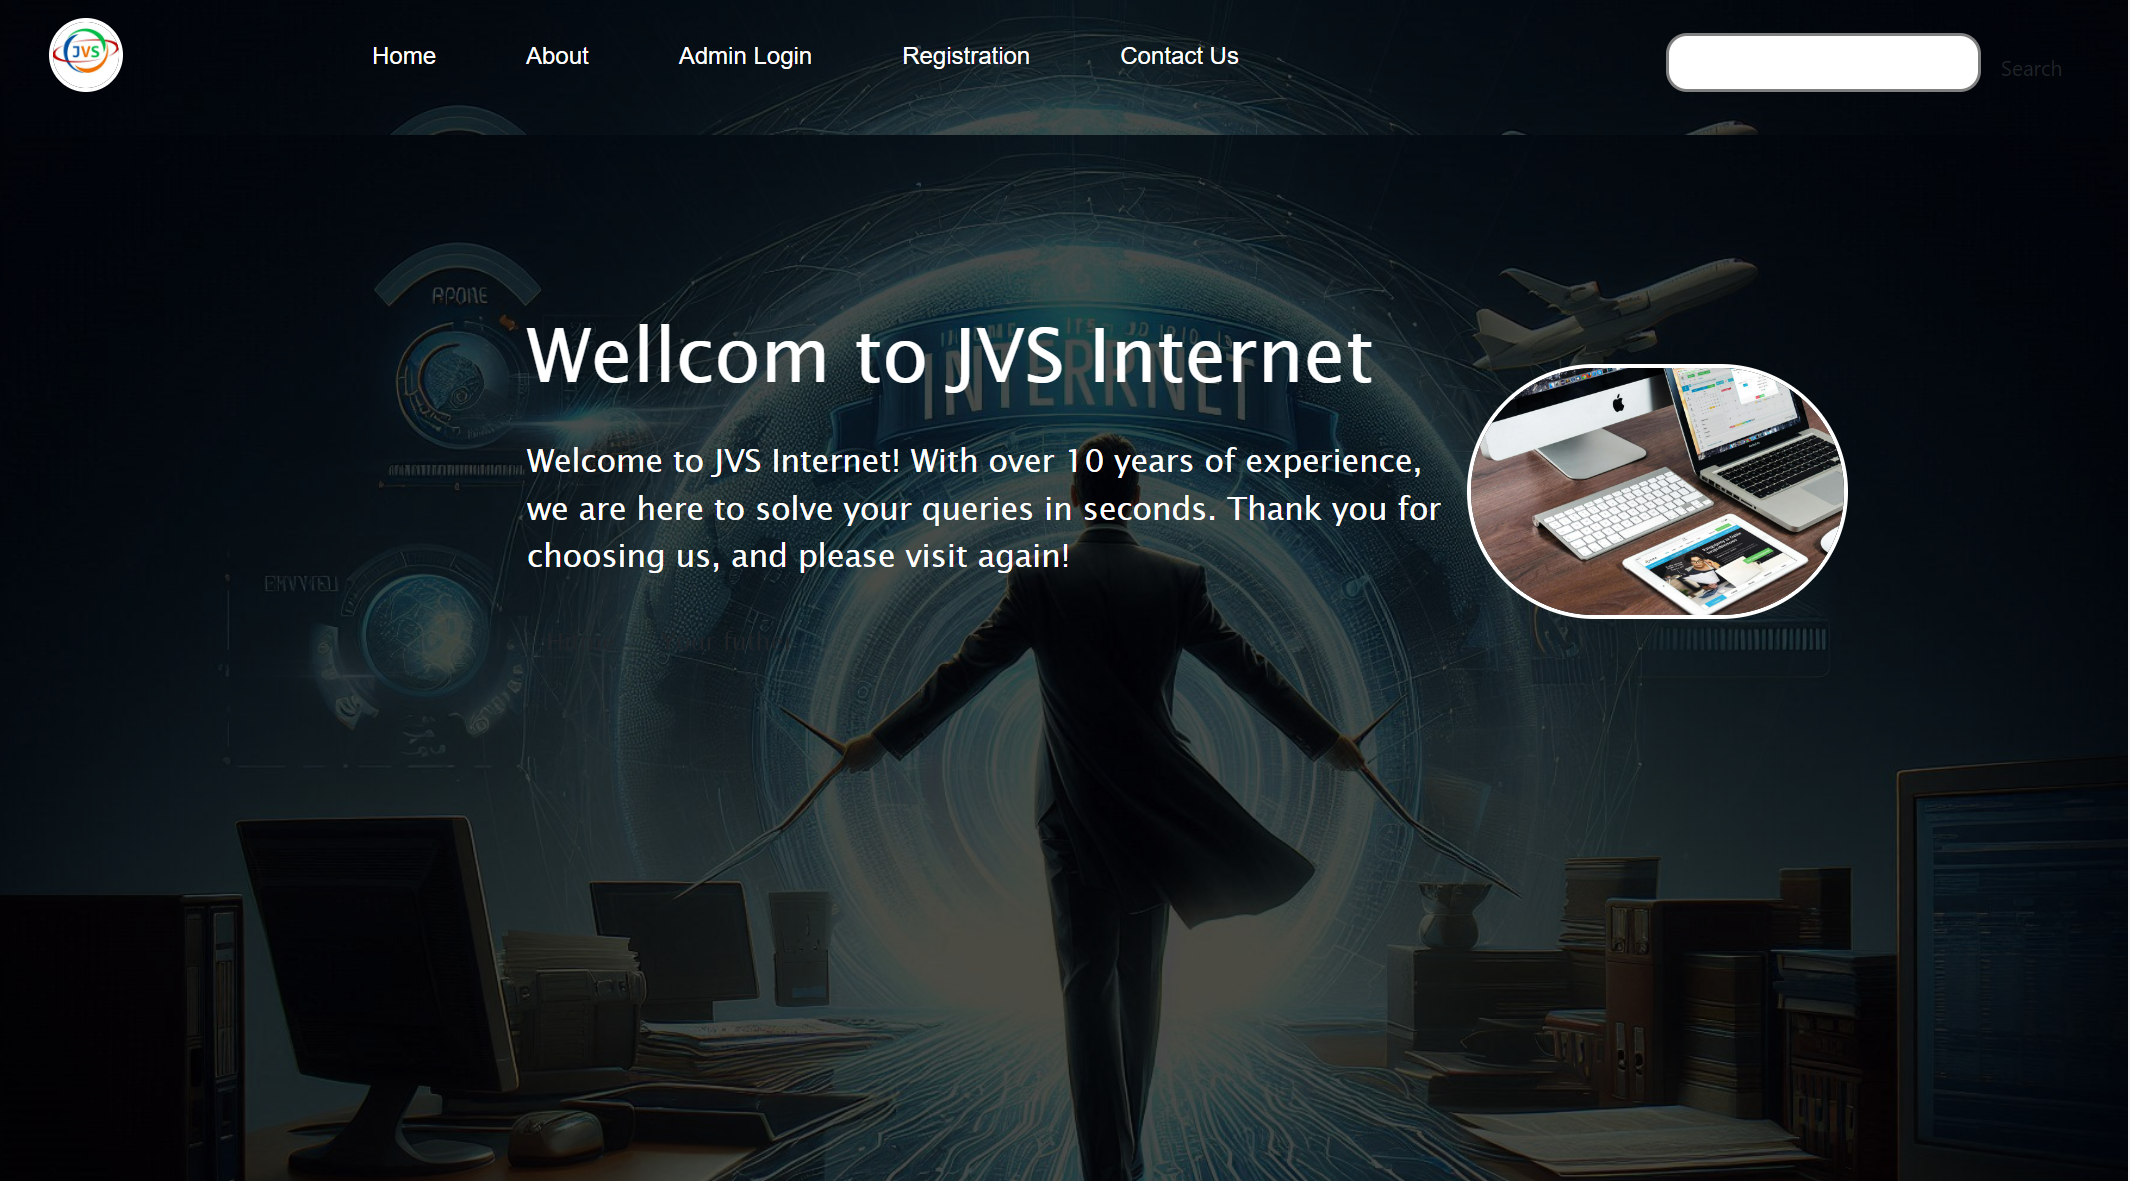 JVS
Home About Admin Login Registration Contact Us
Search
APONE
Wellcom to JVS Internet
INTERRNET
Welcome to JVS Internet! With over 10 years of experience,
we are here to solve your queries in seconds. Thank you for
choosing us, and please visit again!